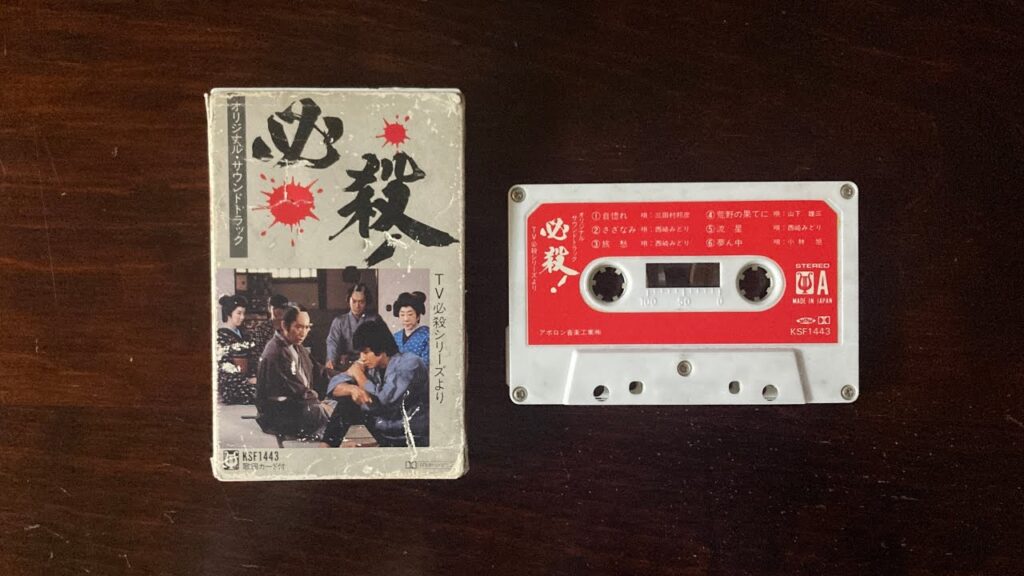 オリジナル・サウンドトラック
必殺!
TV必殺シリーズより
KSF1443
歌詞カード付
オリジナル
サウンドトラック
必殺!
TV必殺シリーズより
①自惚れ 唄:三田村邦彦
②さざなみ 唄:西崎みどり
③旅愁 唄:西崎みどり
④荒野の果てに 唄:山下雄三
⑤流星 唄:西崎みどり
⑥夢ん中 唄:小林旭
100 50 0
STEREO
A
MADE IN JAPAN
アポロン音楽工業㈱
KSF1443